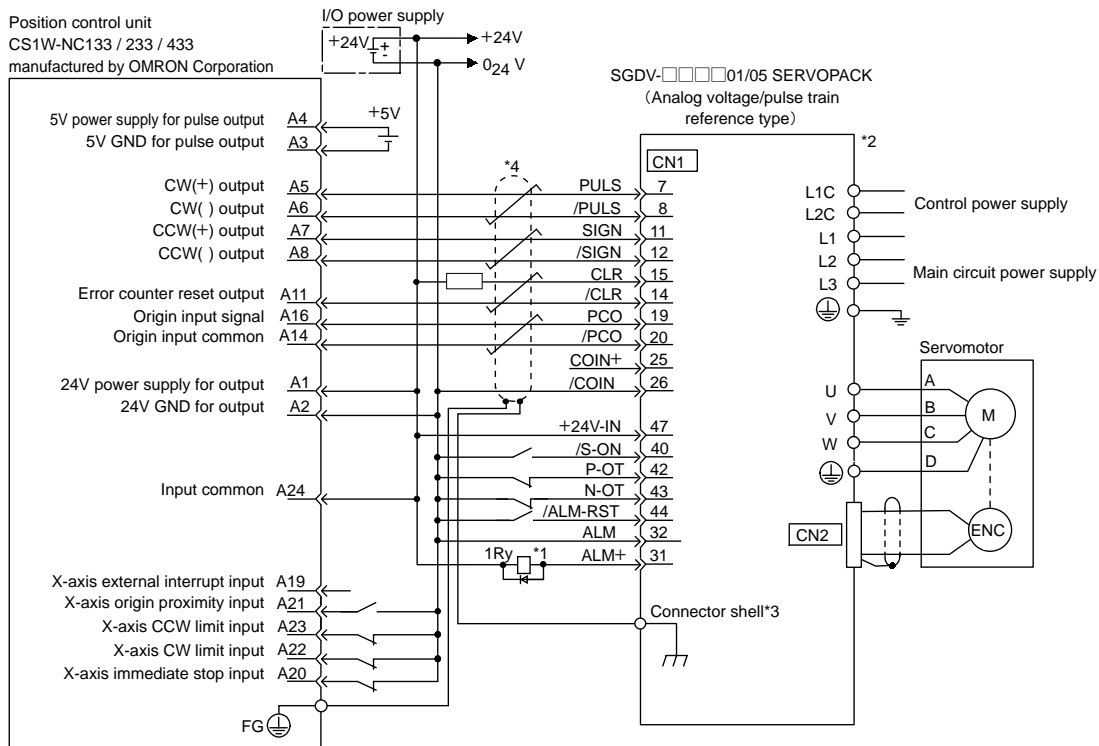 Position control unit
CS1W-NC133 / 233 / 433
manufactured by OMRON Corporation
I/O power supply
+24V
+
-
+24V
0₂₄ V
SGDV-□□□□01/05 SERVOPACK
（Analog voltage/pulse train
reference type）
5V power supply for pulse output A4
+5V
5V GND for pulse output A3
*4
CN1
*2
CW(+) output A5 PULS 7
CW( ) output A6 /PULS 8
CCW(+) output A7 SIGN 11
CCW( ) output A8 /SIGN 12
CLR 15
Error counter reset output A11 /CLR 14
Origin input signal A16 PCO 19
Origin input common A14 /PCO 20
COIN+ 25
24V power supply for output A1 /COIN 26
24V GND for output A2
+24V-IN 47
/S-ON 40
P-OT 42
Input common A24 N-OT 43
/ALM-RST 44
ALM 32
1Ry *1 ALM+ 31
X-axis external interrupt input A19
X-axis origin proximity input A21
X-axis CCW limit input A23
X-axis CW limit input A22
X-axis immediate stop input A20
FG
Connector shell*3
L1C
L2C
Control power supply
L1
L2
L3
Main circuit power supply
Servomotor
U A
V B
W C
D
M
CN2
ENC